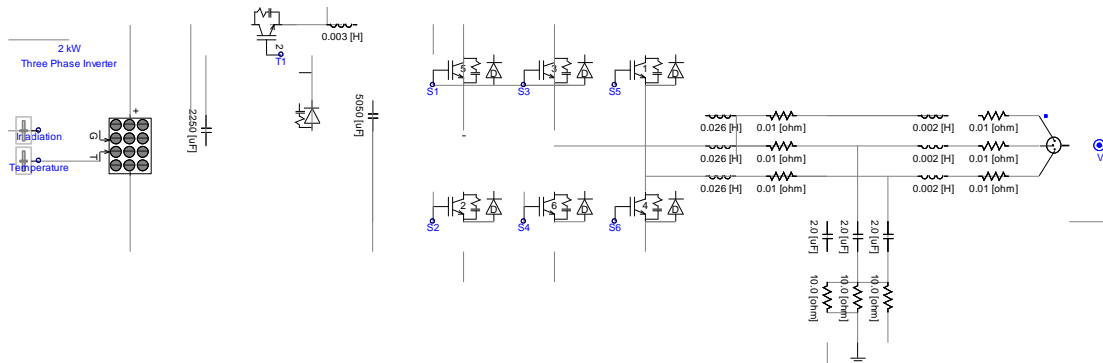 2 kW
Three Phase Inverter
+
Irradiation
Temperature
G
T
2250 [uF]
2
T1
0.003 [H]
5050 [uF]
5
D
S1
3
D
S3
1
D
S5
2
D
S2
6
D
S4
4
D
S6
0.026 [H]
0.01 [ohm]
0.002 [H]
0.01 [ohm]
0.026 [H]
0.01 [ohm]
0.002 [H]
0.01 [ohm]
0.026 [H]
0.01 [ohm]
0.002 [H]
0.01 [ohm]
V
2.0 [uF]
2.0 [uF]
2.0 [uF]
10.0 [ohm]
10.0 [ohm]
10.0 [ohm]